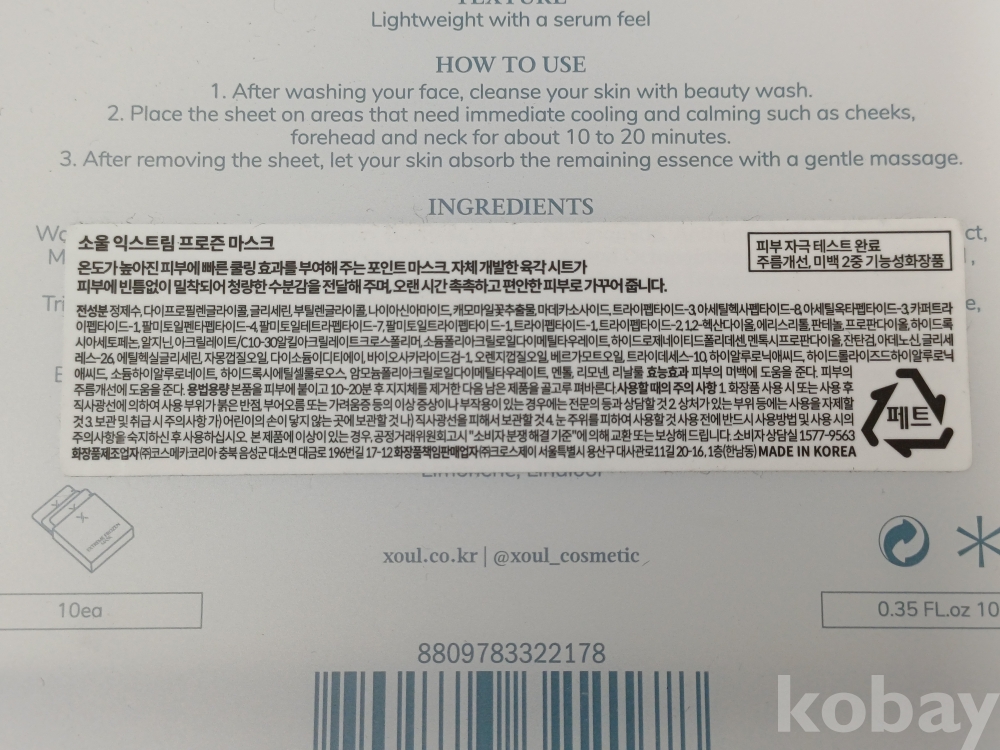 TEXTURE
Lightweight with a serum feel
HOW TO USE
1. After washing your face, cleanse your skin with beauty wash.
2. Place the sheet on areas that need immediate cooling and calming such as cheeks,
forehead and neck for about 10 to 20 minutes.
3. After removing the sheet, let your skin absorb the remaining essence with a gentle massage.
INGREDIENTS
소울 익스트림 프로즌 마스크
피부 자극 테스트 완료
주름개선, 미백 2중 기능성화장품
온도가 높아진 피부에 빠른 쿨링 효과를 부여해 주는 포인트 마스크. 자체 개발한 육각 시트가
피부에 빈틈없이 밀착되어 청량한 수분감을 전달해 주며, 오랜 시간 촉촉하고 편안한 피부로 가꾸어 줍니다.
전성분 정제수, 다이프로필렌글라이콜, 글리세린, 부틸렌글라이콜, 나이아신아마이드, 캐모마일꽃추출물, 마데카소사이드, 트라이펩타이드-3, 아세틸헥사펩타이드-8, 아세틸옥타펩타이드-3, 카퍼트라
이펩타이드-1, 팔미토일펜타펩타이드-4, 팔미토일테트라펩타이드-7, 팔미토일트라이펩타이드-1, 트라이펩타이드-1, 트라이펩타이드-2, 1,2-헥산다이올, 에리스리톨, 판테놀, 프로판다이올, 하이드록
시아세토페논, 알지닌, 아크릴레이트/C10-30알킬아크릴레이트크로스폴리머, 소듐폴리아크릴로일다이메틸타우레이트, 하이드로제네이티드폴리데센, 멘톡시프로판다이올, 잔탄검, 아데노신, 글리세
레스-26, 에틸헥실글리세린, 자몽껍질오일, 다이소듐이디티에이, 바이오사카라이드검-1, 오렌지껍질오일, 베르가모트오일, 트라이데세스-10, 하이알루로닉애씨드, 하이드롤라이즈드하이알루로닉
애씨드, 소듐하이알루로네이트, 하이드록시에틸셀룰로오스, 암모늄폴리아크릴로일다이메틸타우레이트, 멘톨, 리모넨, 리날룰 효능효과 피부의 미백에 도움을 준다. 피부의
주름개선에 도움을 준다. 용법용량 본품을 피부에 붙이고 10~20분 후 지지체를 제거한 다음 남은 제품을 골고루 펴바른다. 사용할 때의 주의 사항 1. 화장품 사용 시 또는 사용 후
직사광선에 의하여 사용 부위가 붉은 반점, 부어오름 또는 가려움증 등의 이상 증상이나 부작용이 있는 경우에는 전문의 등과 상담할 것 2. 상처가 있는 부위 등에는 사용을 자제할
것 3. 보관 및 취급 시 주의사항 가) 어린이의 손이 닿지 않는 곳에 보관할 것 나) 직사광선을 피해서 보관할 것 4. 눈 주위를 피하여 사용할 것 사용 전에 반드시 사용방법 및 사용 시의
주의사항을 숙지하신 후 사용하십시오. 본 제품에 이상이 있는 경우, 공정거래위원회고시 "소비자 분쟁 해결 기준"에 의해 교환 또는 보상해 드립니다. 소비자 상담실 1577-9563
화장품제조업자 ㈜코스메카코리아 충북 음성군 대소면 대금로 196번길 17-12 화장품책임판매업자 ㈜크로스제이 서울특별시 용산구 대사관로11길 20-16, 1층(한남동) MADE IN KOREA
페트
Limonene, Linalool
EXTREME FROZEN MASK
xoul.co.kr | @xoul_cosmetic
10ea
0.35 FL.oz 10
8809783322178
kobay